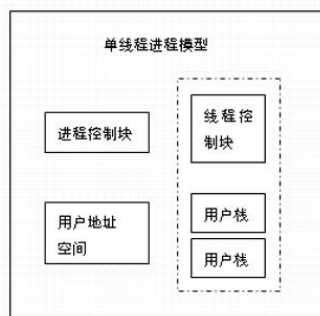 单线程进程模型
进程控制块
线程控
制块
用户地址
空间
用户栈
用户栈